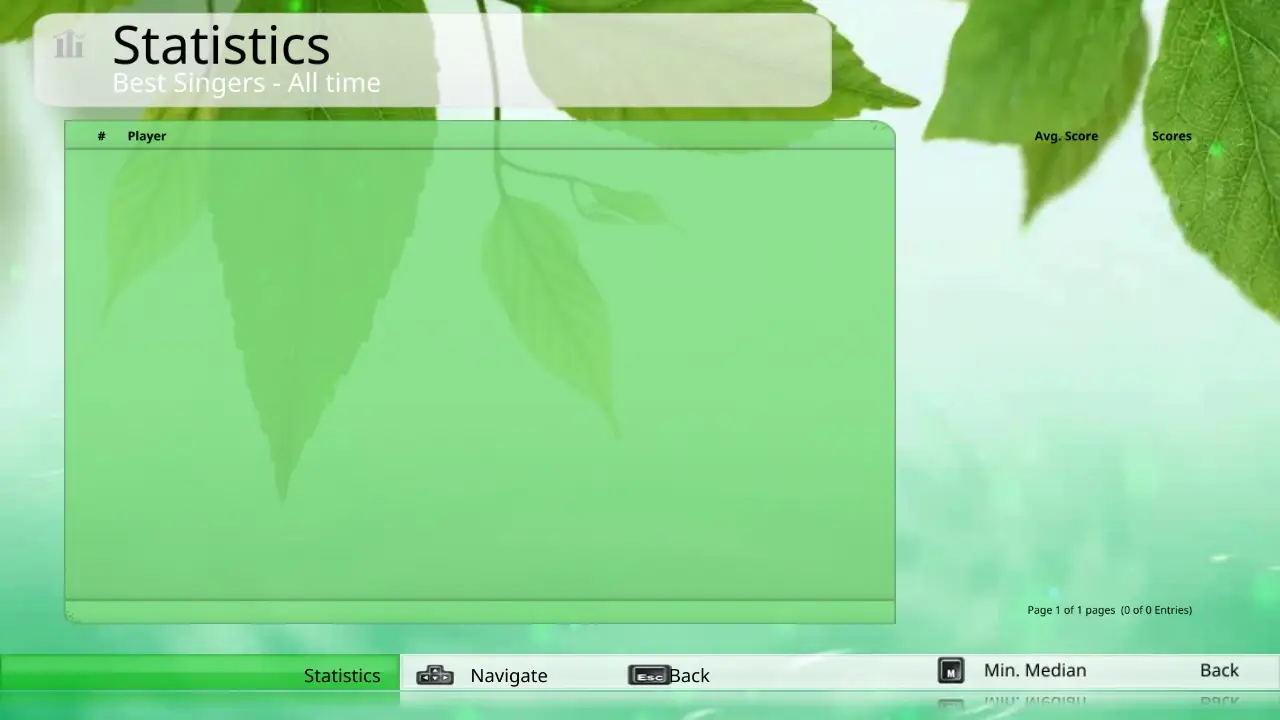 Statistics
Best Singers - All time
# Player Avg. Score Scores
Page 1 of 1 pages (0 of 0 Entries)
Statistics Navigate Esc Back M Min. Median Back